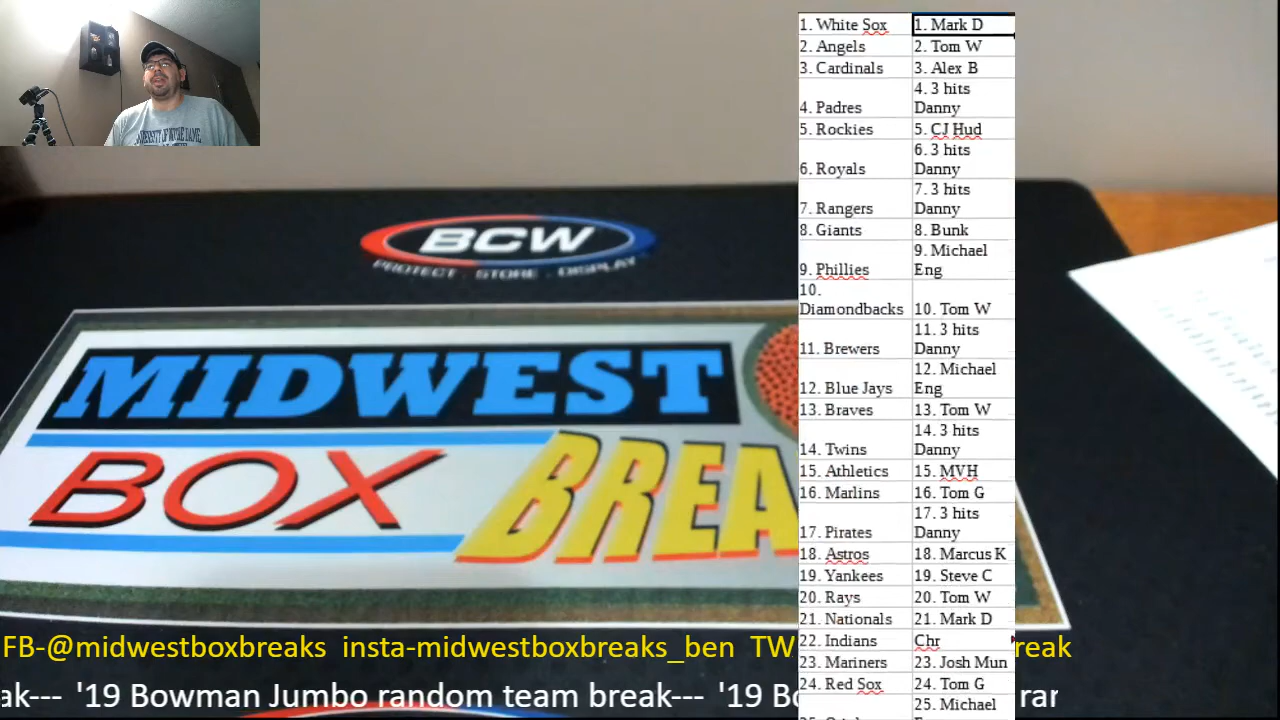 UNIVERSITY OF NOTRE DAME
BCW
PROTECT . STORE . DISPLAY
MIDWEST
BOX
BREA
1. White Sox 1. Mark D
2. Angels 2. Tom W
3. Cardinals 3. Alex B
4. 3 hits
4. Padres Danny
5. Rockies 5. CJ Hud
6. 3 hits
6. Royals Danny
7. 3 hits
7. Rangers Danny
8. Giants 8. Bunk
9. Michael
9. Phillies Eng
10.
Diamondbacks 10. Tom W
11. 3 hits
11. Brewers Danny
12. Michael
12. Blue Jays Eng
13. Braves 13. Tom W
14. 3 hits
14. Twins Danny
15. Athletics 15. MVH
16. Marlins 16. Tom G
17. 3 hits
17. Pirates Danny
18. Astros 18. Marcus K
19. Yankees 19. Steve C
20. Rays 20. Tom W
21. Nationals 21. Mark D
22. Indians Chr
23. Mariners 23. Josh Mun
24. Red Sox 24. Tom G
25. Michael
FB-@midwestboxbreaks insta-midwestboxbreaks_ben TW reak
ak--- '19 Bowman Jumbo random team break--- '19 Bo rar